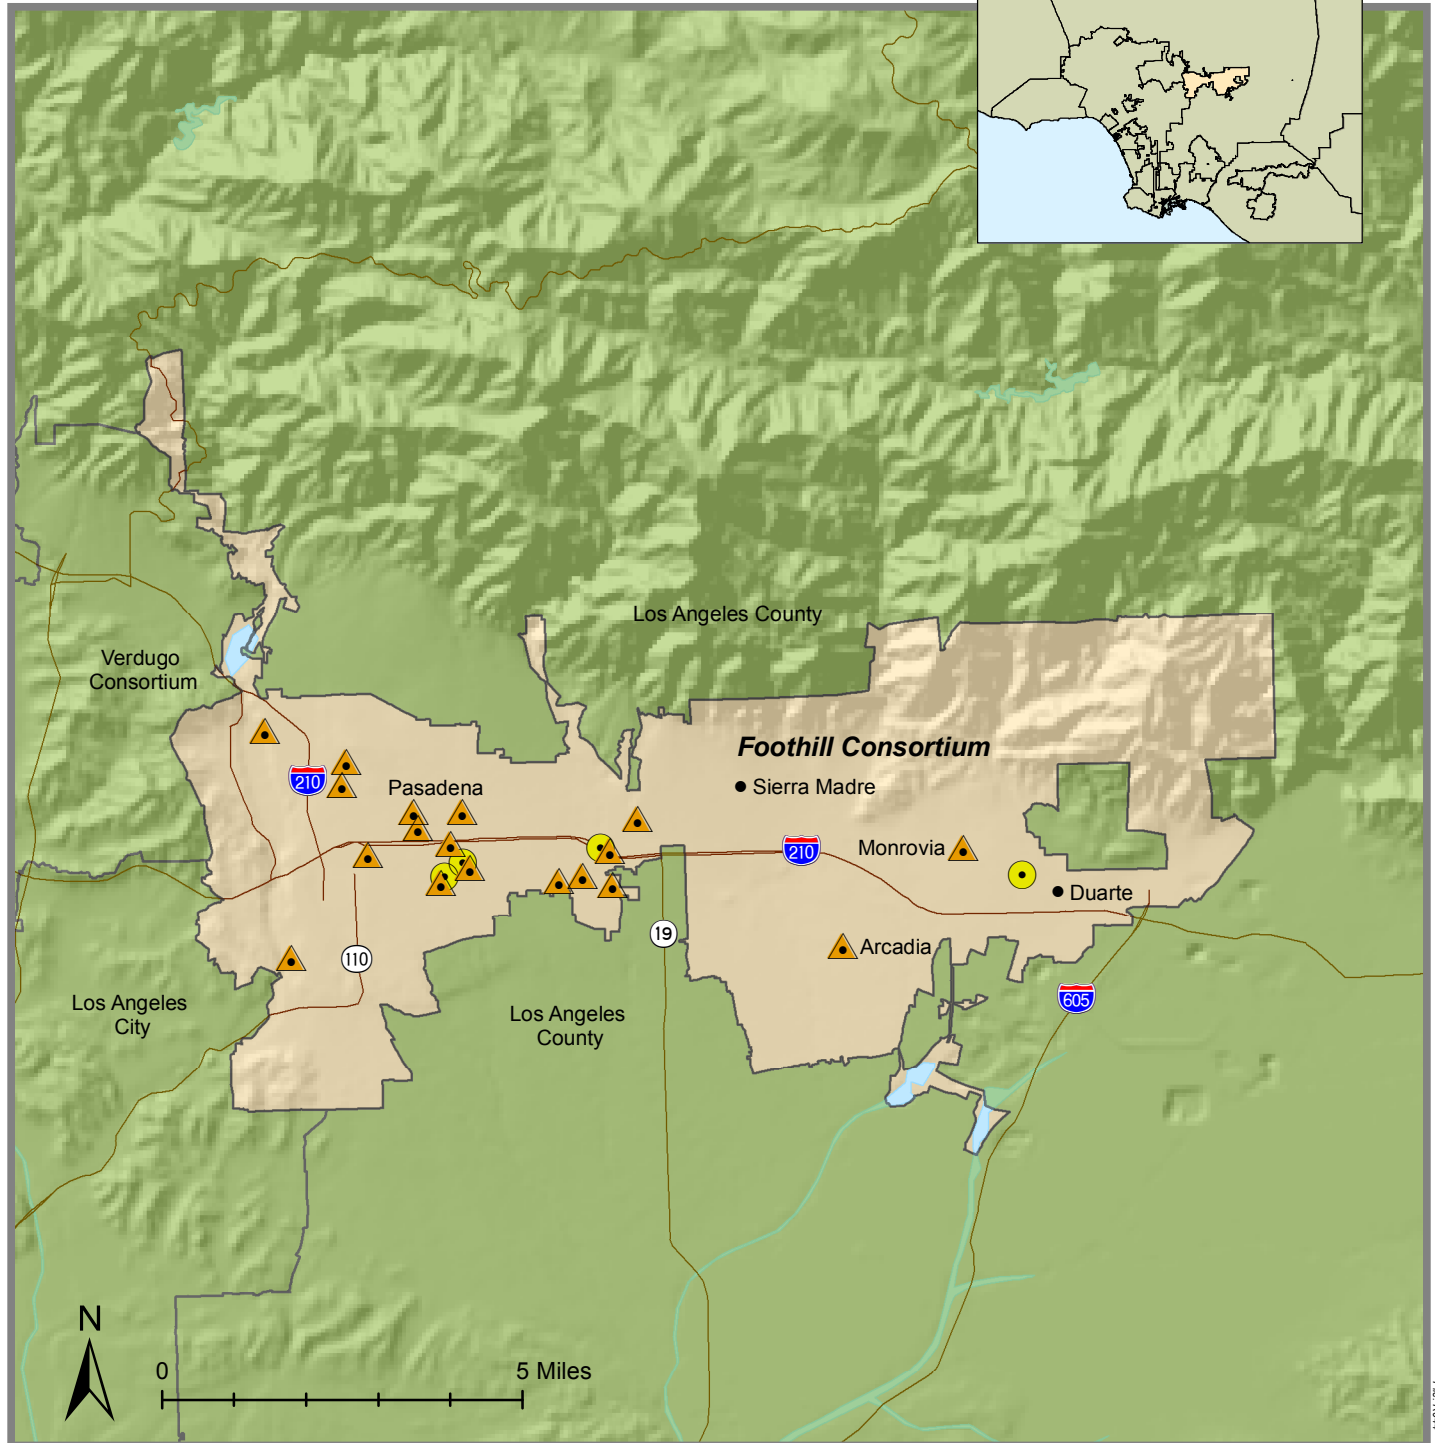 Los Angeles County
Verdugo
Consortium
Foothill Consortium
210
Pasadena
Sierra Madre
210
Monrovia
Duarte
19
110
Arcadia
Los Angeles
City
Los Angeles
County
605
N
0
5 Miles